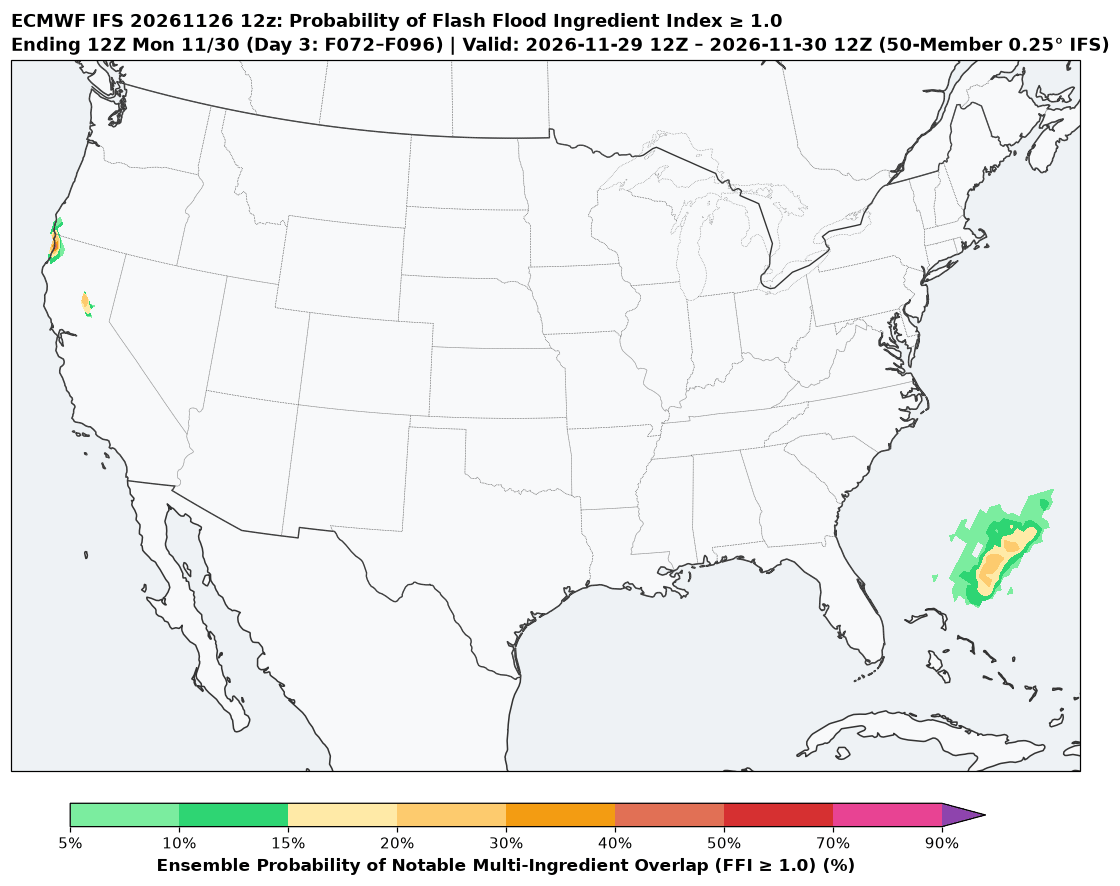 ECMWF IFS 20261126 12z: Probability of Flash Flood Ingredient Index ≥ 1.0
Ending 12Z Mon 11/30 (Day 3: F072–F096) | Valid: 2026-11-29 12Z – 2026-11-30 12Z (50-Member 0.25° IFS)
5% 10% 15% 20% 30% 40% 50% 70% 90%
Ensemble Probability of Notable Multi-Ingredient Overlap (FFI ≥ 1.0) (%)